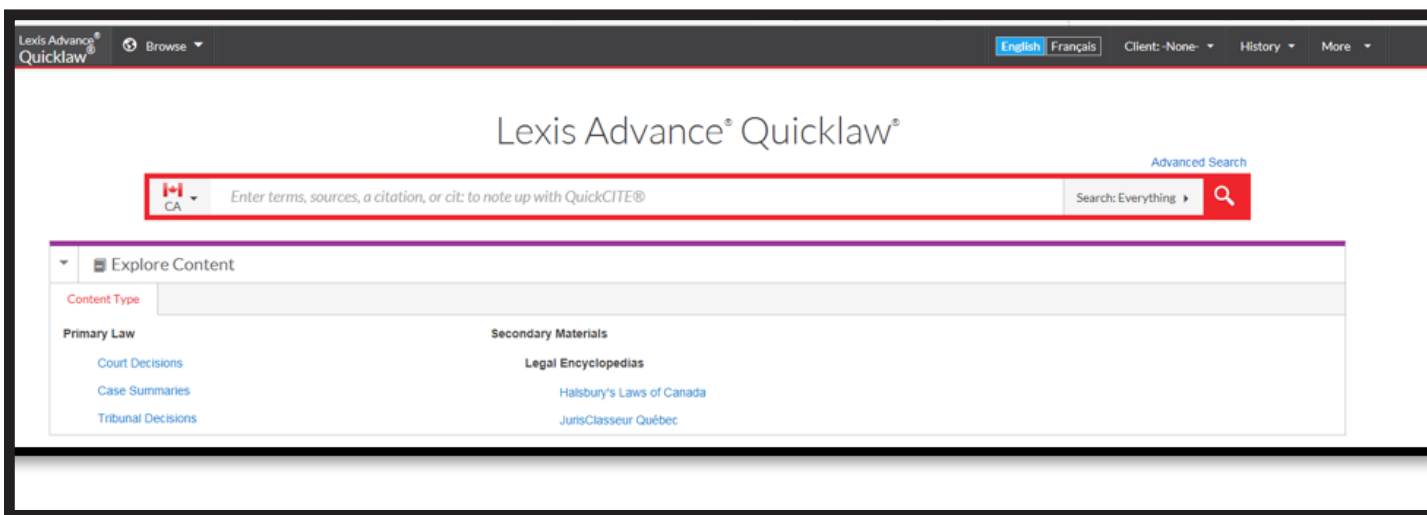 Lexis Advance®
Quicklaw®
Browse
English Français Client: -None- History More
Lexis Advance® Quicklaw®
Advanced Search
CA
Enter terms, sources, a citation, or cit: to note up with QuickCITE®
Search: Everything
Explore Content
Content Type
Primary Law
Secondary Materials
Court Decisions
Legal Encyclopedias
Case Summaries
Halsbury's Laws of Canada
Tribunal Decisions
JurisClasseur Québec